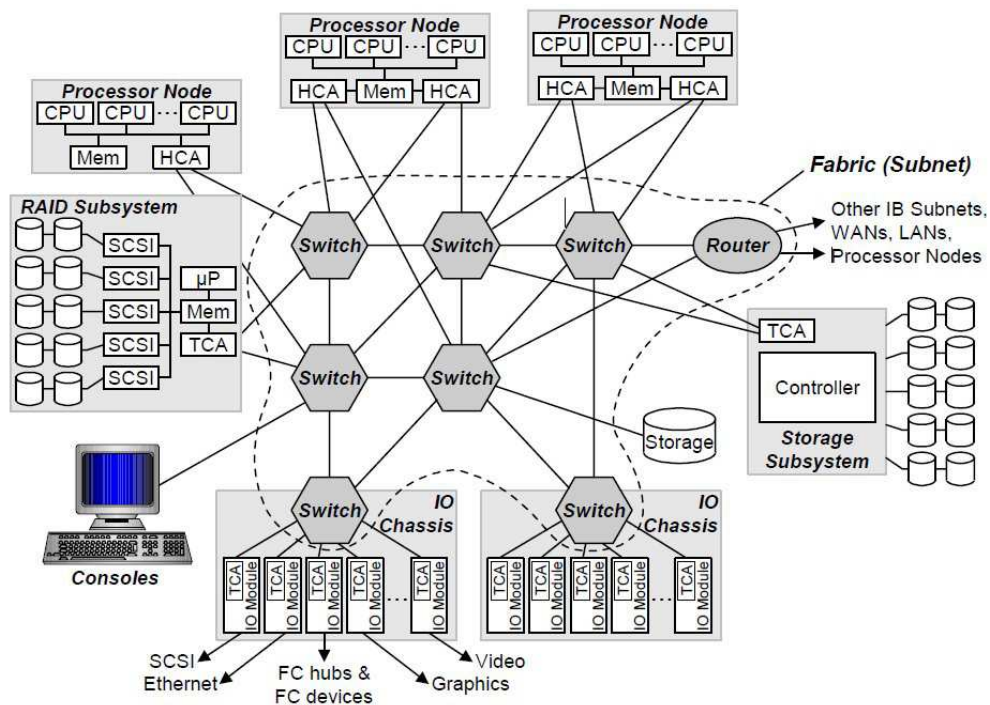 Processor Node
CPU CPU ··· CPU
HCA Mem HCA
Processor Node
CPU CPU ··· CPU
HCA Mem HCA
Processor Node
CPU CPU ··· CPU
Mem HCA
Fabric (Subnet)
RAID Subsystem
SCSI
SCSI
SCSI
SCSI
SCSI
µP
Mem
TCA
Switch
Switch
Switch
Router
Other IB Subnets,
WANs, LANs,
Processor Nodes
Switch
Switch
TCA
Controller
Storage
Subsystem
Storage
Consoles
Switch
IO
Chassis
TCA
IO Module
TCA
IO Module
TCA
IO Module
TCA
IO Module
...
TCA
IO Module
Switch
IO
Chassis
TCA
IO Module
TCA
IO Module
TCA
IO Module
TCA
IO Module
...
TCA
IO Module
SCSI
Ethernet
FC hubs &
FC devices
Video
Graphics